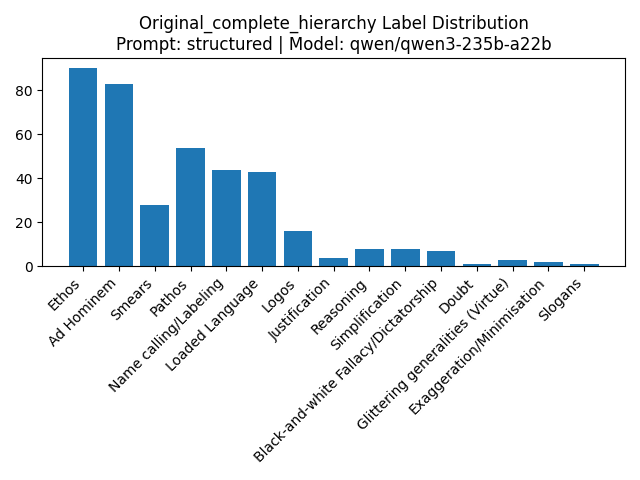 Original_complete_hierarchy Label Distribution
Prompt: structured | Model: qwen/qwen3-235b-a22b
80
60
40
20
0
Ethos
Ad Hominem
Smears
Pathos
Name calling/Labeling
Loaded Language
Logos
Justification
Reasoning
Simplification
Black-and-white Fallacy/Dictatorship
Doubt
Glittering generalities (Virtue)
Exaggeration/Minimisation
Slogans